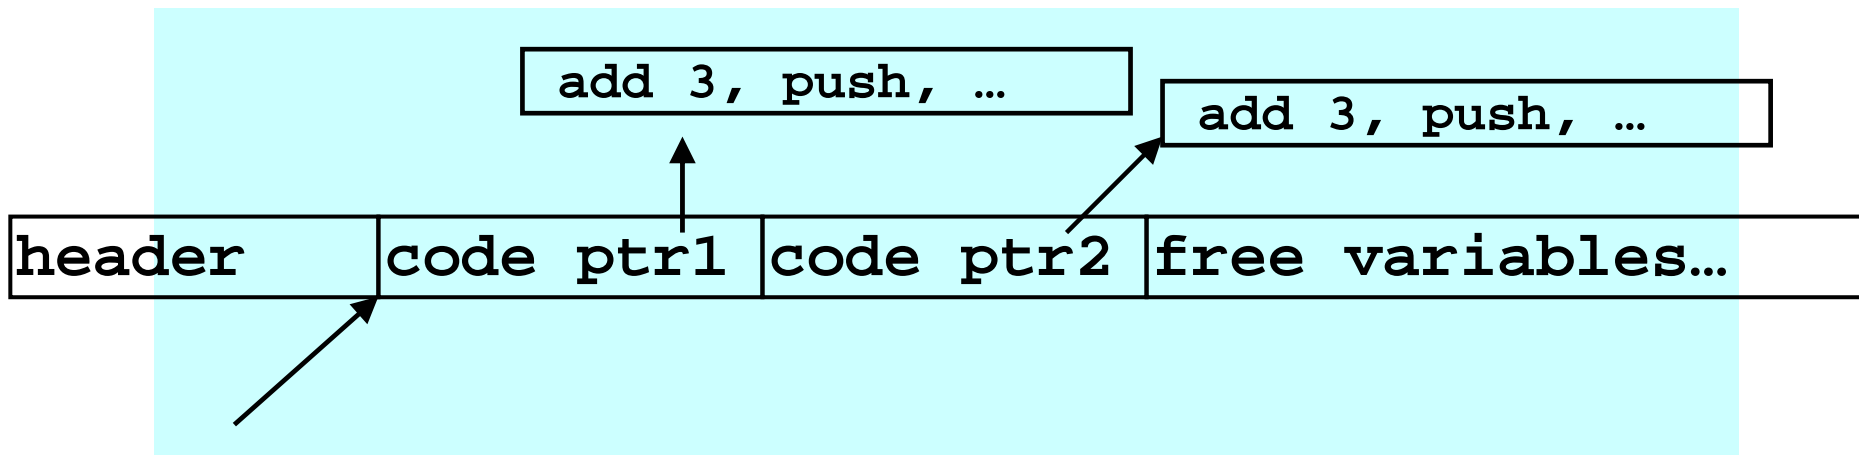 add 3, push, …
add 3, push, …
header code ptr1 code ptr2 free variables…